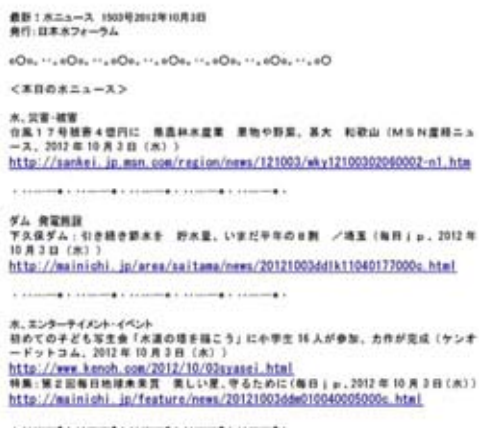 最新!水ニュース 1503号2012年10月3日
発行:日本水フォーラム
eOe。・・。eOe。・・。eOe。・・。eOe。・・。eOe。・・。eOe。・・。eO
<本日の水ニュース>
水、災害・被害
台風17号被害4億円に 県農林水産業 果物や野菜、甚大 和歌山(MSN産経ニュ
ース、2012年10月3日(水))
http://sankei.jp.msn.com/region/news/121003/wky12100302060002-n1.htm
ダム 発電施設
下久保ダム:引き続き節水を 貯水量、いまだ平年の8割 /埼玉(毎日jp、2012年
10月3日(水))
http://mainichi.jp/area/saitama/news/20121003ddlk11040177000c.html
水、エンターテイメント・イベント
初めての子ども写生会「水道の塔を描こう」に小学生16人が参加、力作が完成(ケンオ
ードットコム、2012年10月3日(水))
http://www.kenoh.com/2012/10/03syasei.html
特集:第2回毎日地球未来賞 美しい星、守るために(毎日jp、2012年10月3日(水))
http://mainichi.jp/feature/news/20121003ddm010040005000c.html